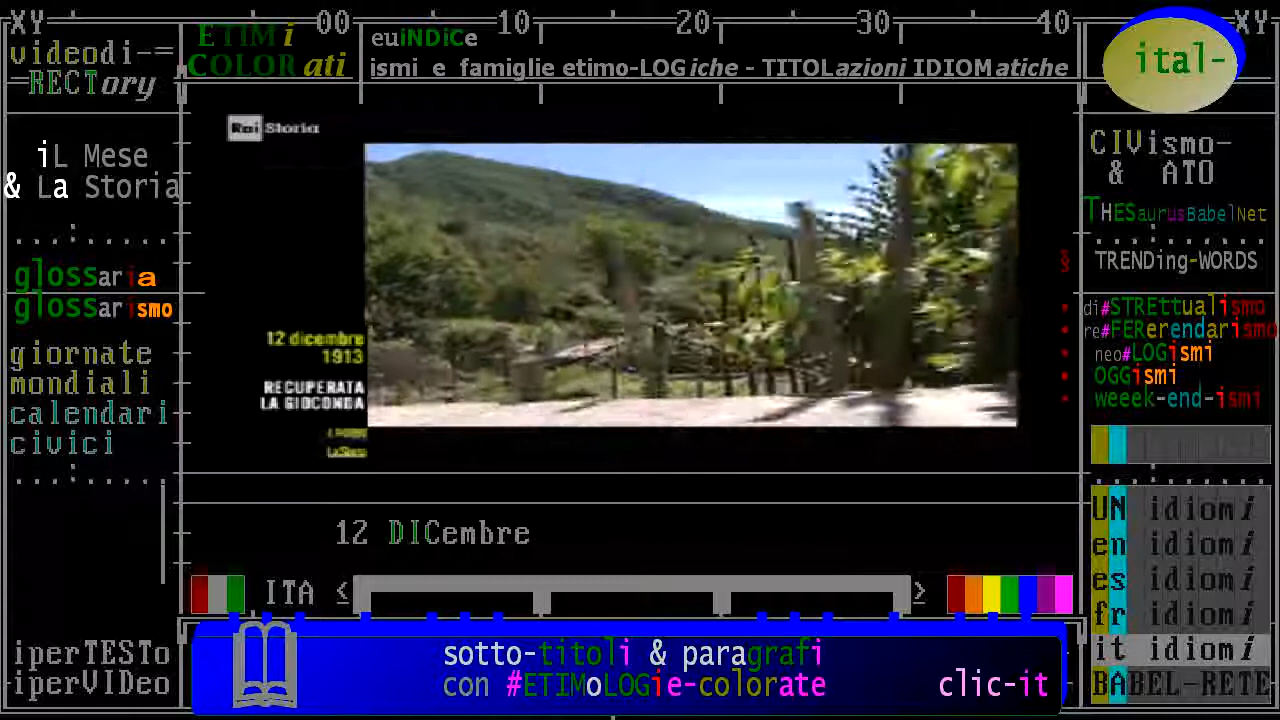 XY 00 10 20 30 40 XY
videodi-=
=RECTory
ETIMi
COLORati
euiNDiCe
ismi e famiglie etimo-LOGiche - TITOLazioni IDIOMatiche
ital-
iL Mese
& La Storia
...:.....
glossaria
glossarismo
giornate
mondiali
calendari
civici
...:.....
iperTESTo
iperVIDeo
Rai Storia
12 dicembre
1913
RECUPERATA
LA GIOCONDA
12 DICembre
ITA < >
sotto-titoli & paragrafi
con #ETIMoLOGie-colorate
clic-it
CIVismo-
& ATO
THESaurusBabelNet
...:.....
§ TRENDing-WORDS
di#STREttualismo
re#FERerendarismo
neo#LOGismi
OGGismi
weeek-end-ismi
...:.....
UN idiomi
en idiomi
es idiomi
fr idiomi
it idiomi
BABEL-RETE